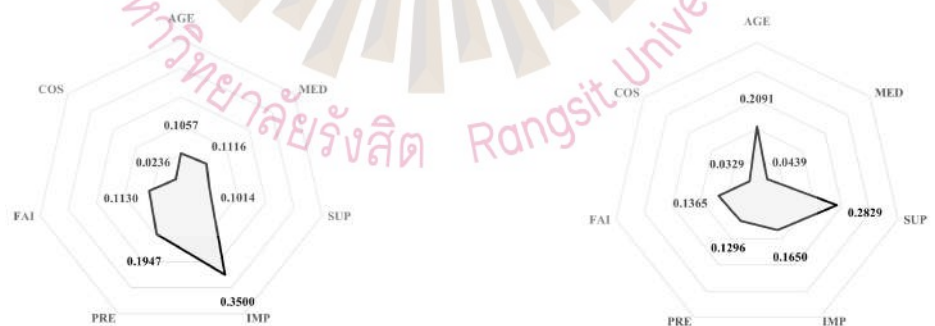 มหาวิทยาลัยรังสิต Rangsit Unive
AGE
COS
MED
0.1057
0.1116
0.0236
0.1130
0.1014
FAI
SUP
0.1947
0.3500
PRE
IMP
AGE
COS
MED
0.2091
0.0329
0.0439
0.1365
0.2829
FAI
SUP
0.1296
0.1650
PRE
IMP